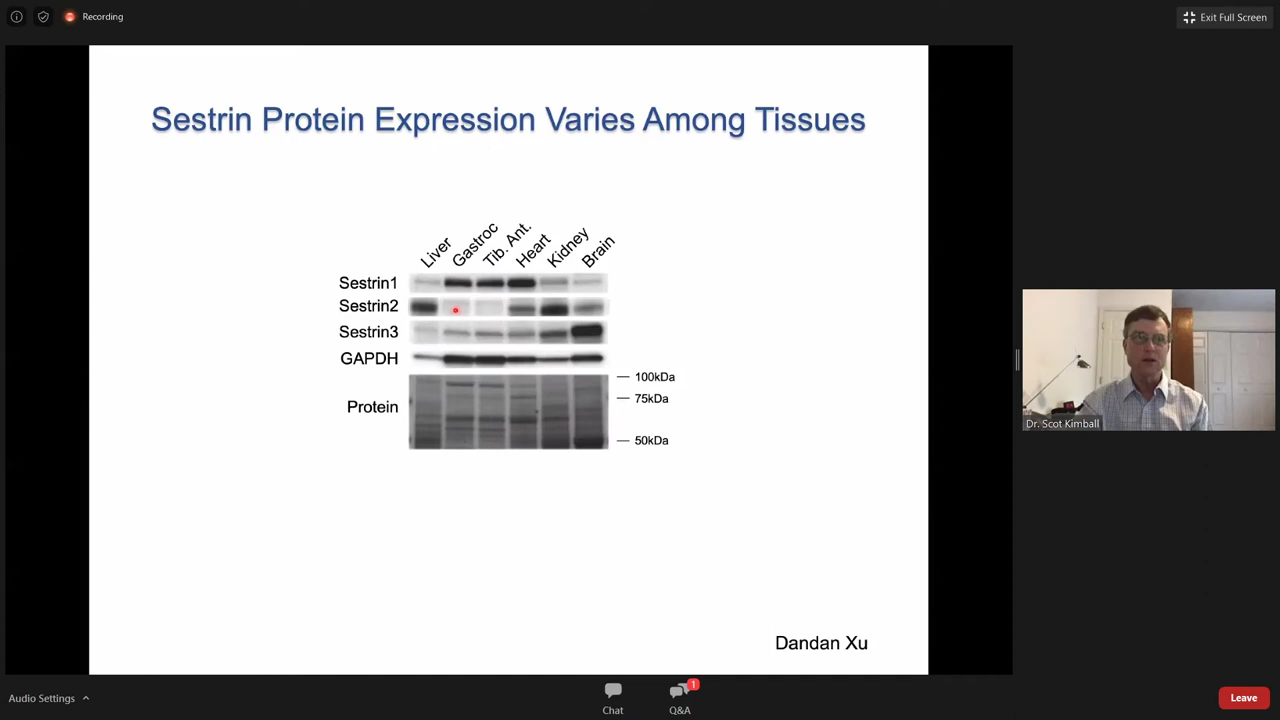 Recording
Exit Full Screen
Sestrin Protein Expression Varies Among Tissues
Liver Gastroc Tib. Ant. Heart Kidney Brain
Sestrin1
Sestrin2
Sestrin3
GAPDH
Protein
100kDa
75kDa
50kDa
Dr. Scot Kimball
Dandan Xu
Audio Settings
Chat
1
Q&A
Leave